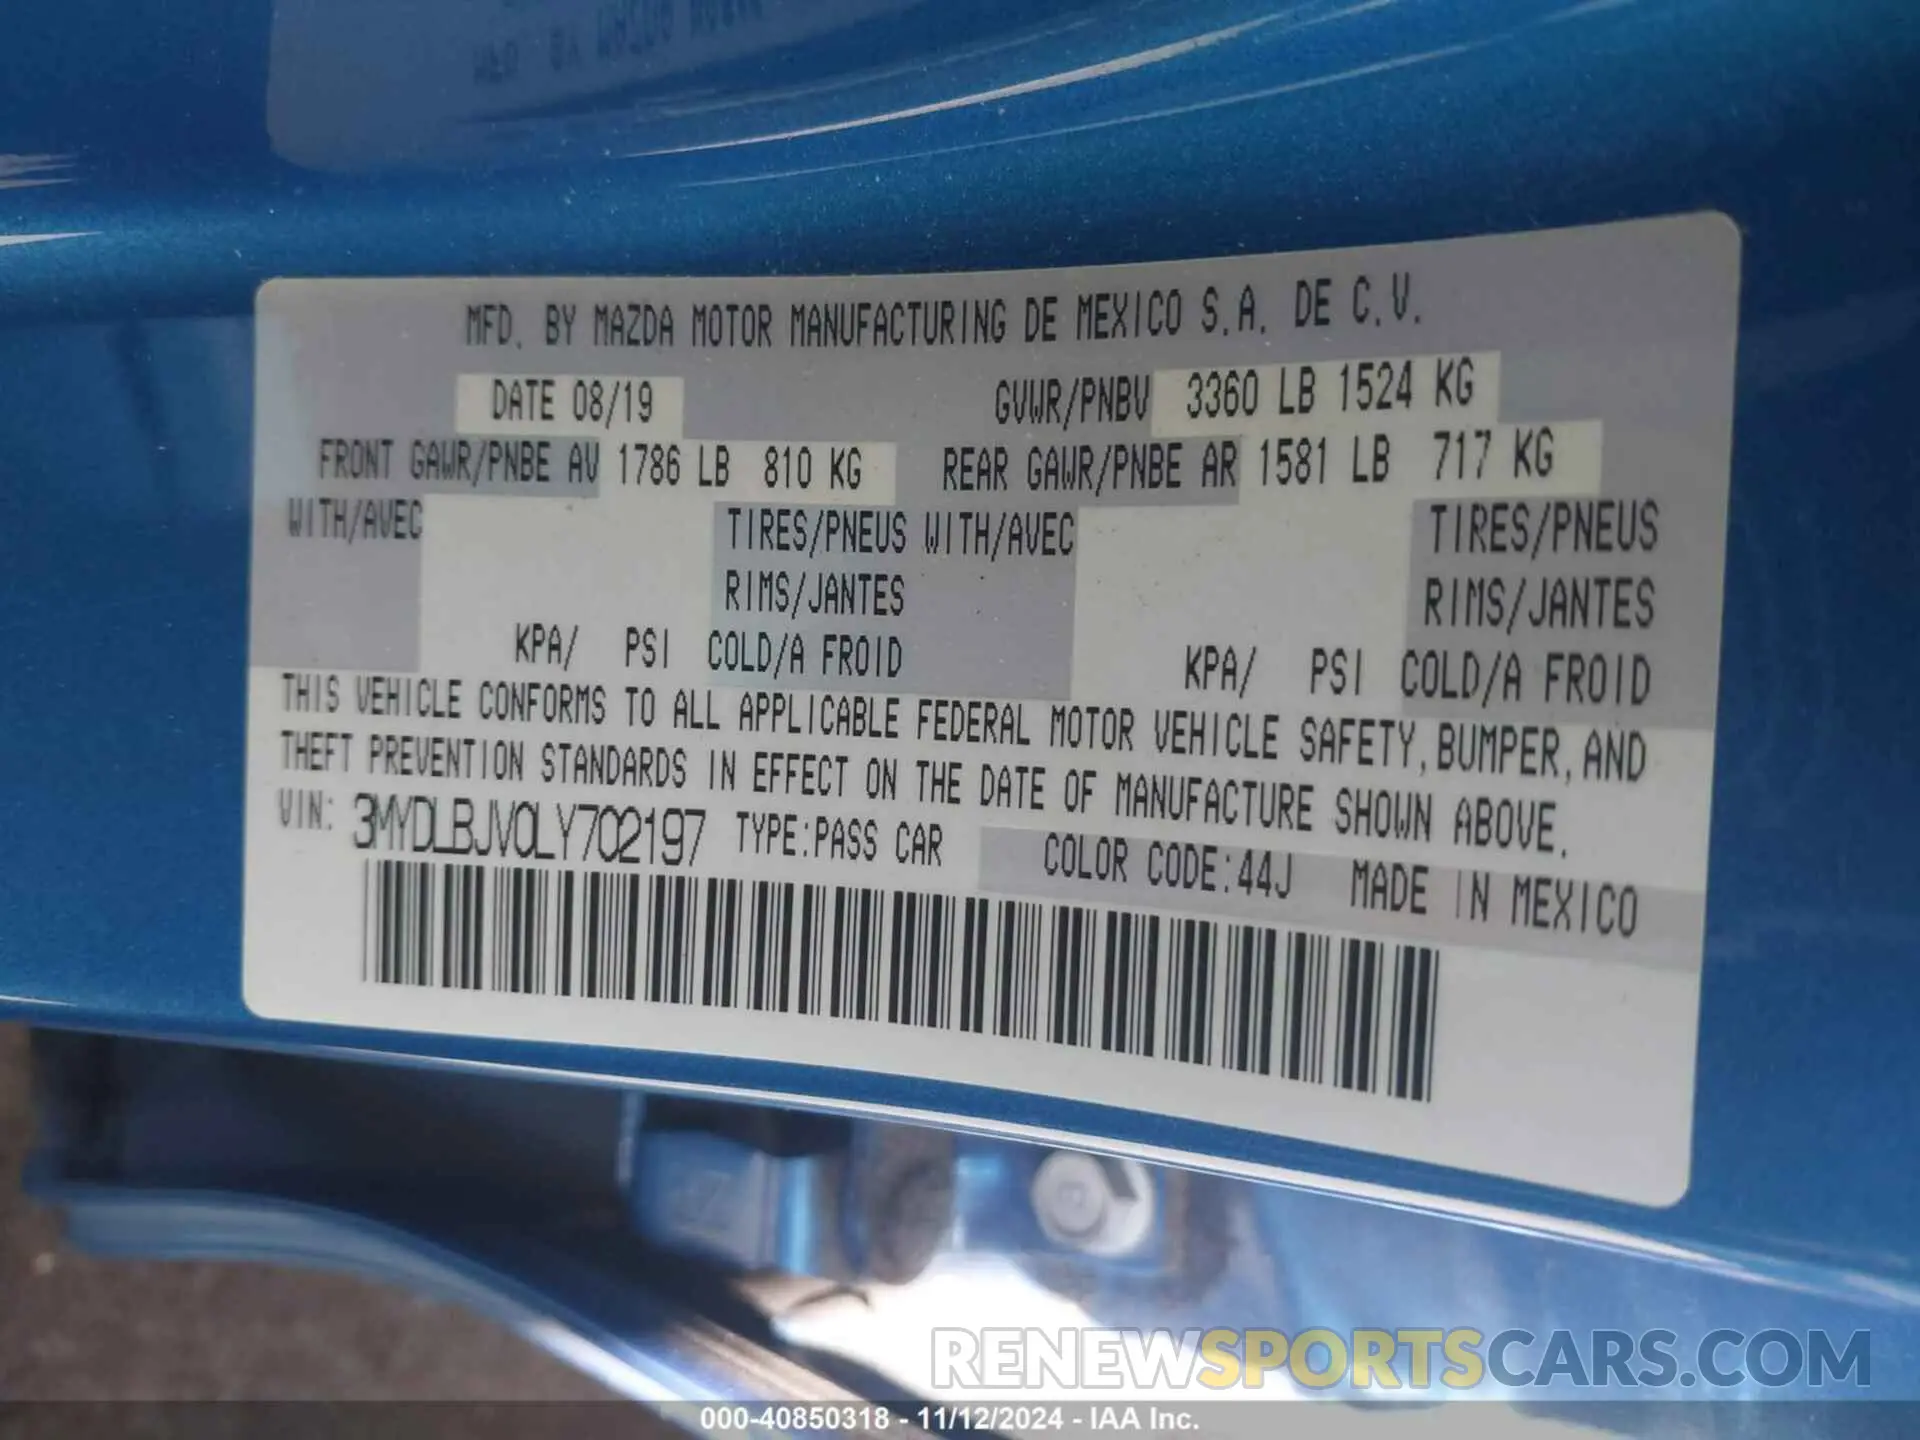 MFD. BY MAZDA MOTOR MANUFACTURING DE MEXICO S.A. DE C.V.
DATE 08/19 GVWR/PNBV 3360 LB 1524 KG
FRONT GAWR/PNBE AV 1786 LB 810 KG REAR GAWR/PNBE AR 1581 LB 717 KG
WITH/AVEC TIRES/PNEUS WITH/AVEC TIRES/PNEUS
RIMS/JANTES RIMS/JANTES
KPA/ PSI COLD/A FROID KPA/ PSI COLD/A FROID
THIS VEHICLE CONFORMS TO ALL APPLICABLE FEDERAL MOTOR VEHICLE SAFETY, BUMPER, AND
THEFT PREVENTION STANDARDS IN EFFECT ON THE DATE OF MANUFACTURE SHOWN ABOVE.
VIN: 3MYDLBJV0LY702197 TYPE:PASS CAR COLOR CODE:44J MADE IN MEXICO
RENEWSPORTSCARS.COM
000-40850318 - 11/12/2024 - IAA Inc.